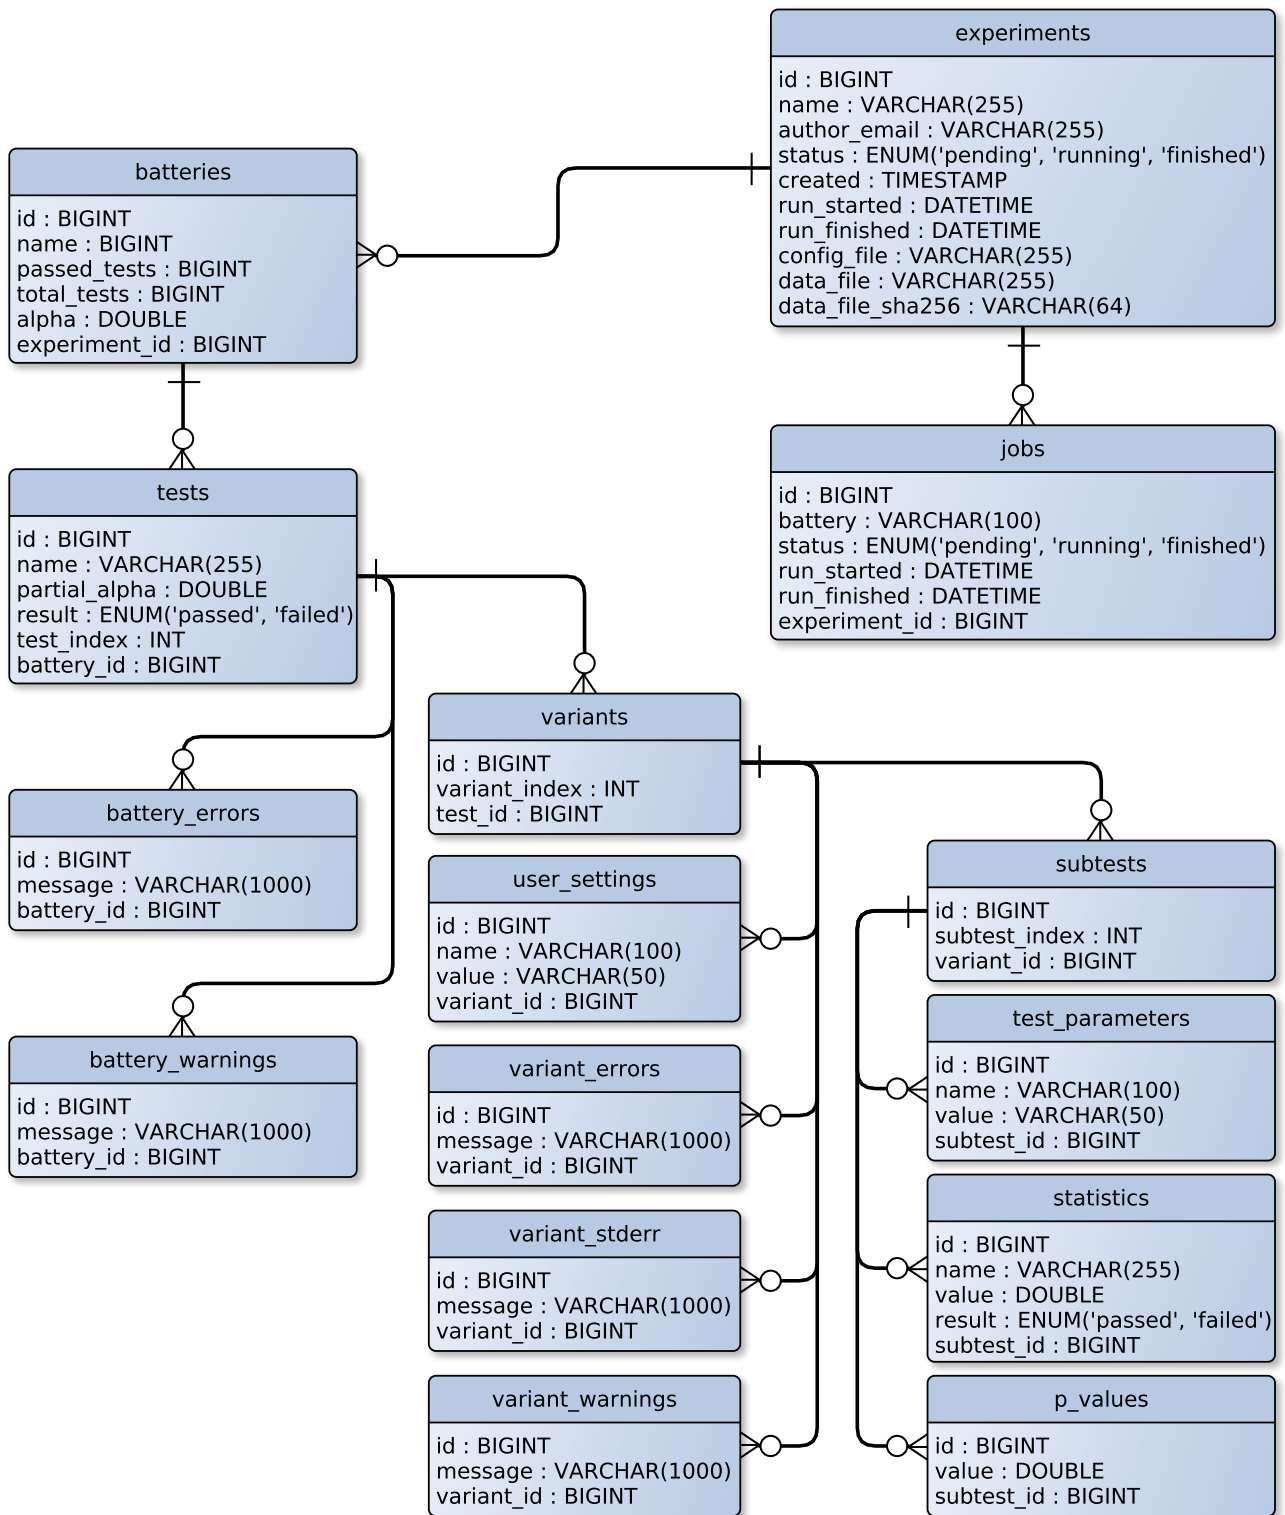 experiments
id : BIGINT
name : VARCHAR(255)
author_email : VARCHAR(255)
status : ENUM('pending', 'running', 'finished')
created : TIMESTAMP
run_started : DATETIME
run_finished : DATETIME
config_file : VARCHAR(255)
data_file : VARCHAR(255)
data_file_sha256 : VARCHAR(64)
batteries
id : BIGINT
name : BIGINT
passed_tests : BIGINT
total_tests : BIGINT
alpha : DOUBLE
experiment_id : BIGINT
jobs
id : BIGINT
battery : VARCHAR(100)
status : ENUM('pending', 'running', 'finished')
run_started : DATETIME
run_finished : DATETIME
experiment_id : BIGINT
tests
id : BIGINT
name : VARCHAR(255)
partial_alpha : DOUBLE
result : ENUM('passed', 'failed')
test_index : INT
battery_id : BIGINT
variants
id : BIGINT
variant_index : INT
test_id : BIGINT
battery_errors
id : BIGINT
message : VARCHAR(1000)
battery_id : BIGINT
user_settings
id : BIGINT
name : VARCHAR(100)
value : VARCHAR(50)
variant_id : BIGINT
subtests
id : BIGINT
subtest_index : INT
variant_id : BIGINT
battery_warnings
id : BIGINT
message : VARCHAR(1000)
battery_id : BIGINT
variant_errors
id : BIGINT
message : VARCHAR(1000)
variant_id : BIGINT
test_parameters
id : BIGINT
name : VARCHAR(100)
value : VARCHAR(50)
subtest_id : BIGINT
variant_stderr
id : BIGINT
message : VARCHAR(1000)
variant_id : BIGINT
statistics
id : BIGINT
name : VARCHAR(255)
value : DOUBLE
result : ENUM('passed', 'failed')
subtest_id : BIGINT
variant_warnings
id : BIGINT
message : VARCHAR(1000)
variant_id : BIGINT
p_values
id : BIGINT
value : DOUBLE
subtest_id : BIGINT